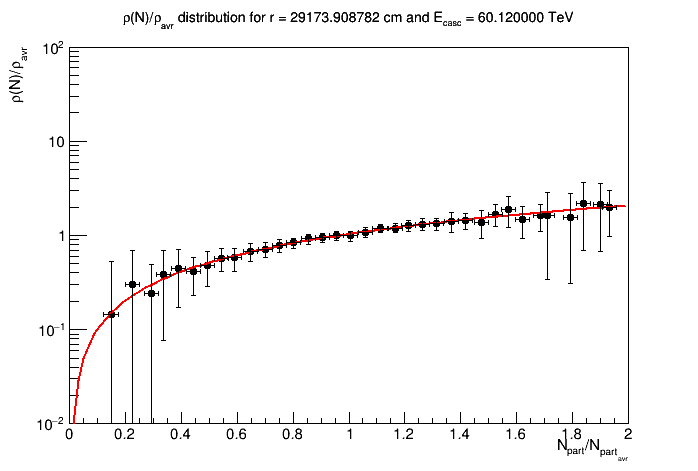 ρ(N)/ρavr distribution for r = 29173.908782 cm and Ecasc = 60.120000 TeV
ρ(N)/ρavr
10²
10
1
10⁻¹
10⁻²
0 0.2 0.4 0.6 0.8 1 1.2 1.4 1.6 1.8 2
Npart/Npartavr